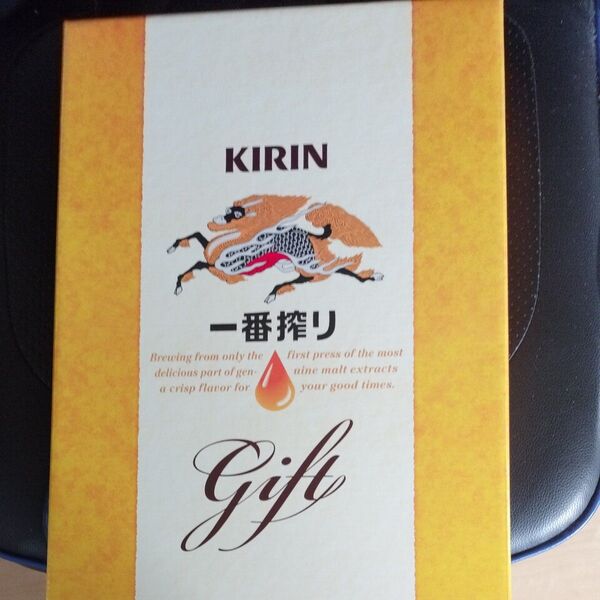 KIRIN
一番搾り
Brewing from only the first press of the most
delicious part of gen- nine malt extracts
a crisp flavor for your good times.
Gift